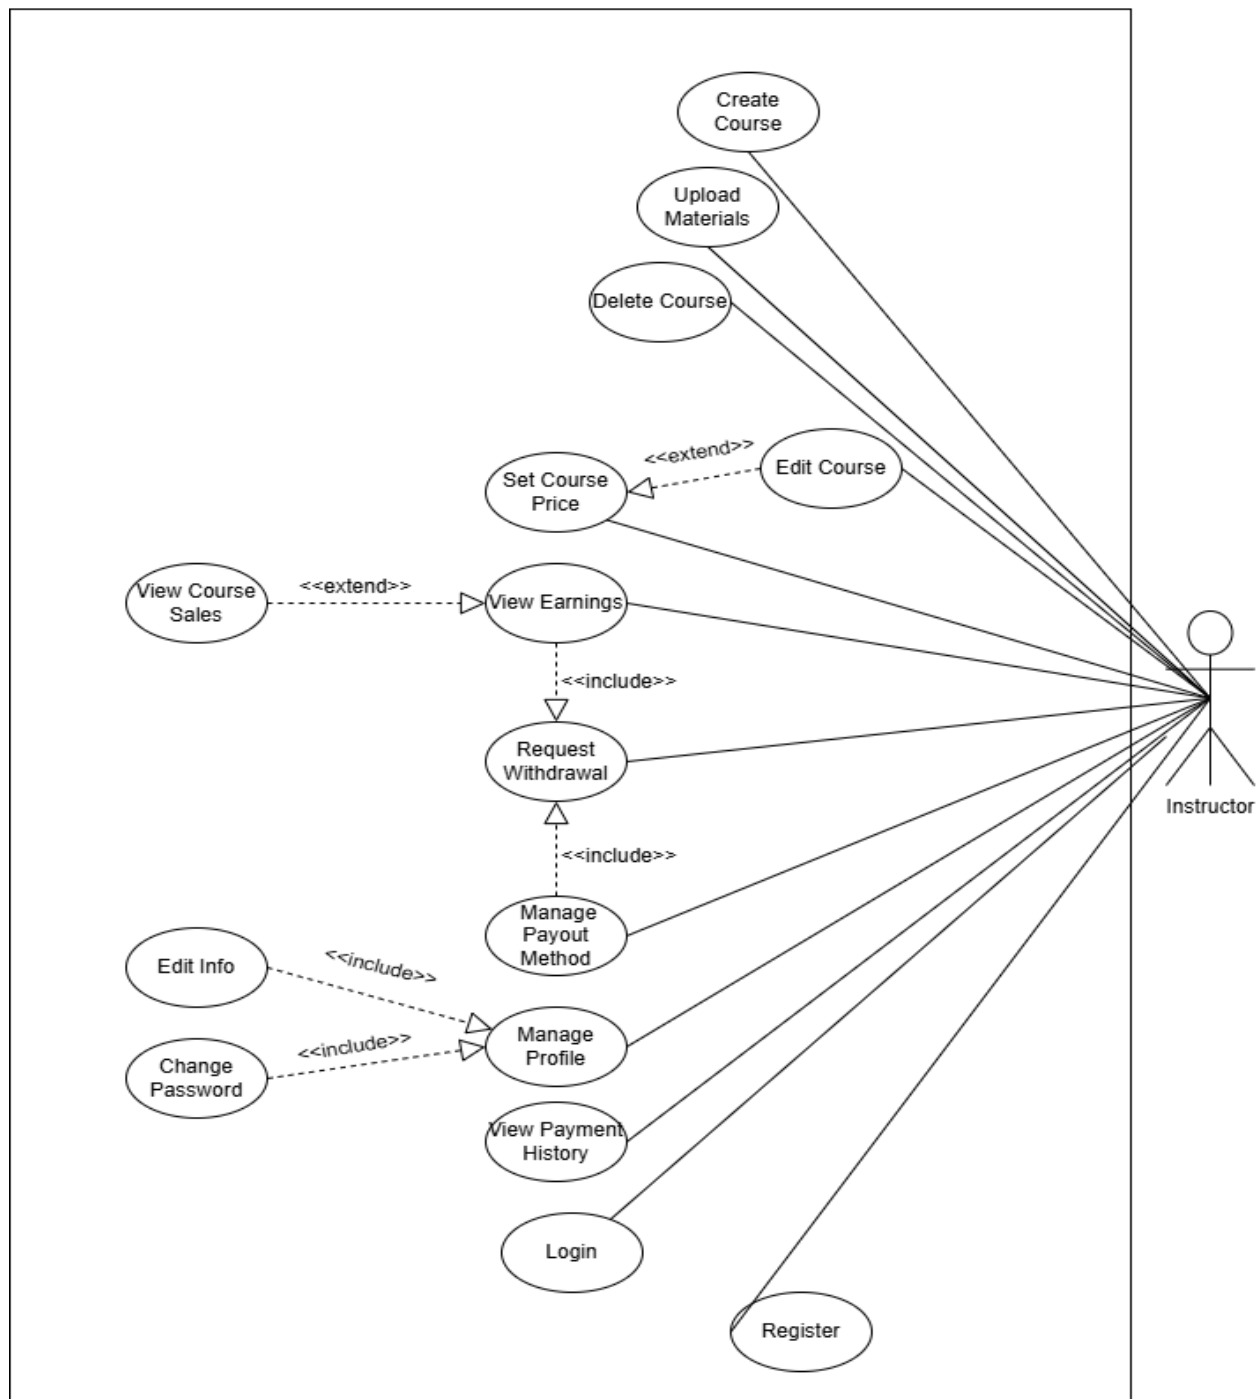 Create
Course
Upload
Materials
Delete Course
<<extend>>
Edit Course
Set Course
Price
View Course
Sales
<<extend>>
View Earnings
<<include>>
Request
Withdrawal
Instructor
<<include>>
Manage
Payout
Method
Edit Info
<<include>>
Change
Password
<<include>>
Manage
Profile
View Payment
History
Login
Register